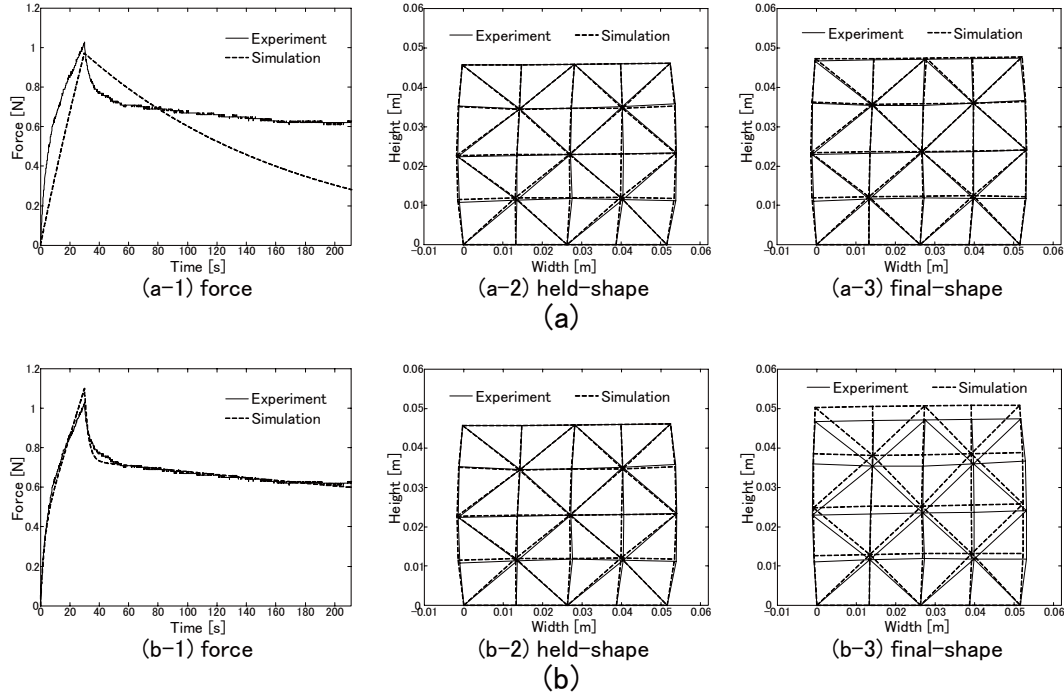 1.2
1
0.8
0.6
0.4
0.2
0
Force [N]
Experiment
Simulation
0 20 40 60 80 100 120 140 160 180 200
Time [s]
(a-1) force
0.06
0.05
0.04
0.03
0.02
0.01
0
Height [m]
Experiment Simulation
-0.01 0 0.01 0.02 0.03 0.04 0.05 0.06
Width [m]
(a-2) held-shape
0.06
0.05
0.04
0.03
0.02
0.01
0
Height [m]
Experiment Simulation
-0.01 0 0.01 0.02 0.03 0.04 0.05 0.06
Width [m]
(a-3) final-shape
(a)
1.2
1
0.8
0.6
0.4
0.2
0
Force [N]
Experiment
Simulation
0 20 40 60 80 100 120 140 160 180 200
Time [s]
(b-1) force
0.06
0.05
0.04
0.03
0.02
0.01
0
Height [m]
Experiment Simulation
-0.01 0 0.01 0.02 0.03 0.04 0.05 0.06
Width [m]
(b-2) held-shape
0.06
0.05
0.04
0.03
0.02
0.01
0
Height [m]
Experiment Simulation
-0.01 0 0.01 0.02 0.03 0.04 0.05 0.06
Width [m]
(b-3) final-shape
(b)